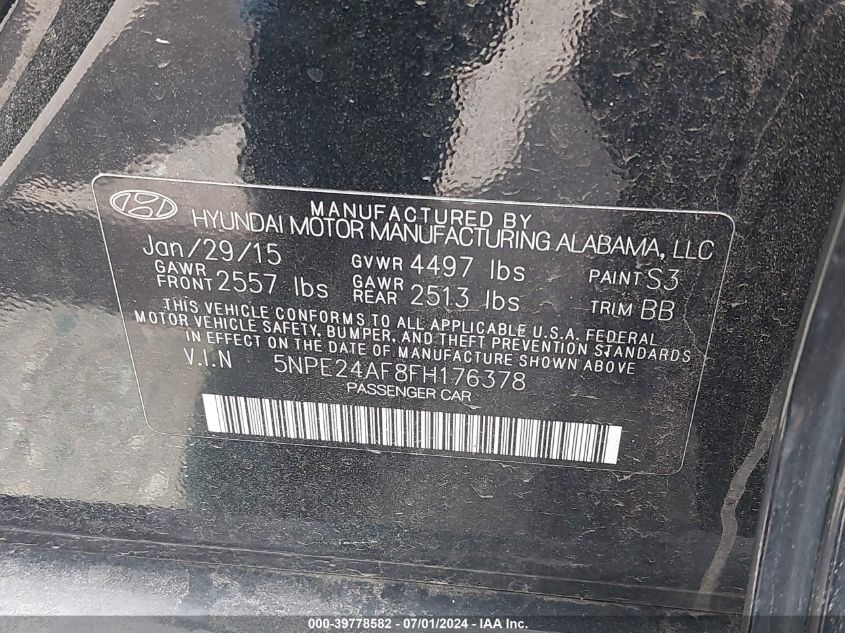 MANUFACTURED BY
HYUNDAI MOTOR MANUFACTURING ALABAMA, LLC
Jan/29/15 GVWR 4497 lbs PAINT S3
GAWR FRONT 2557 lbs GAWR REAR 2513 lbs TRIM BB
THIS VEHICLE CONFORMS TO ALL APPLICABLE U.S.A. FEDERAL
MOTOR VEHICLE SAFETY, BUMPER, AND THEFT PREVENTION STANDARDS
IN EFFECT ON THE DATE OF MANUFACTURE SHOWN ABOVE
V.I.N 5NPE24AF8FH176378
PASSENGER CAR
000-39778582 / 07/01/2024 - IAA Inc.